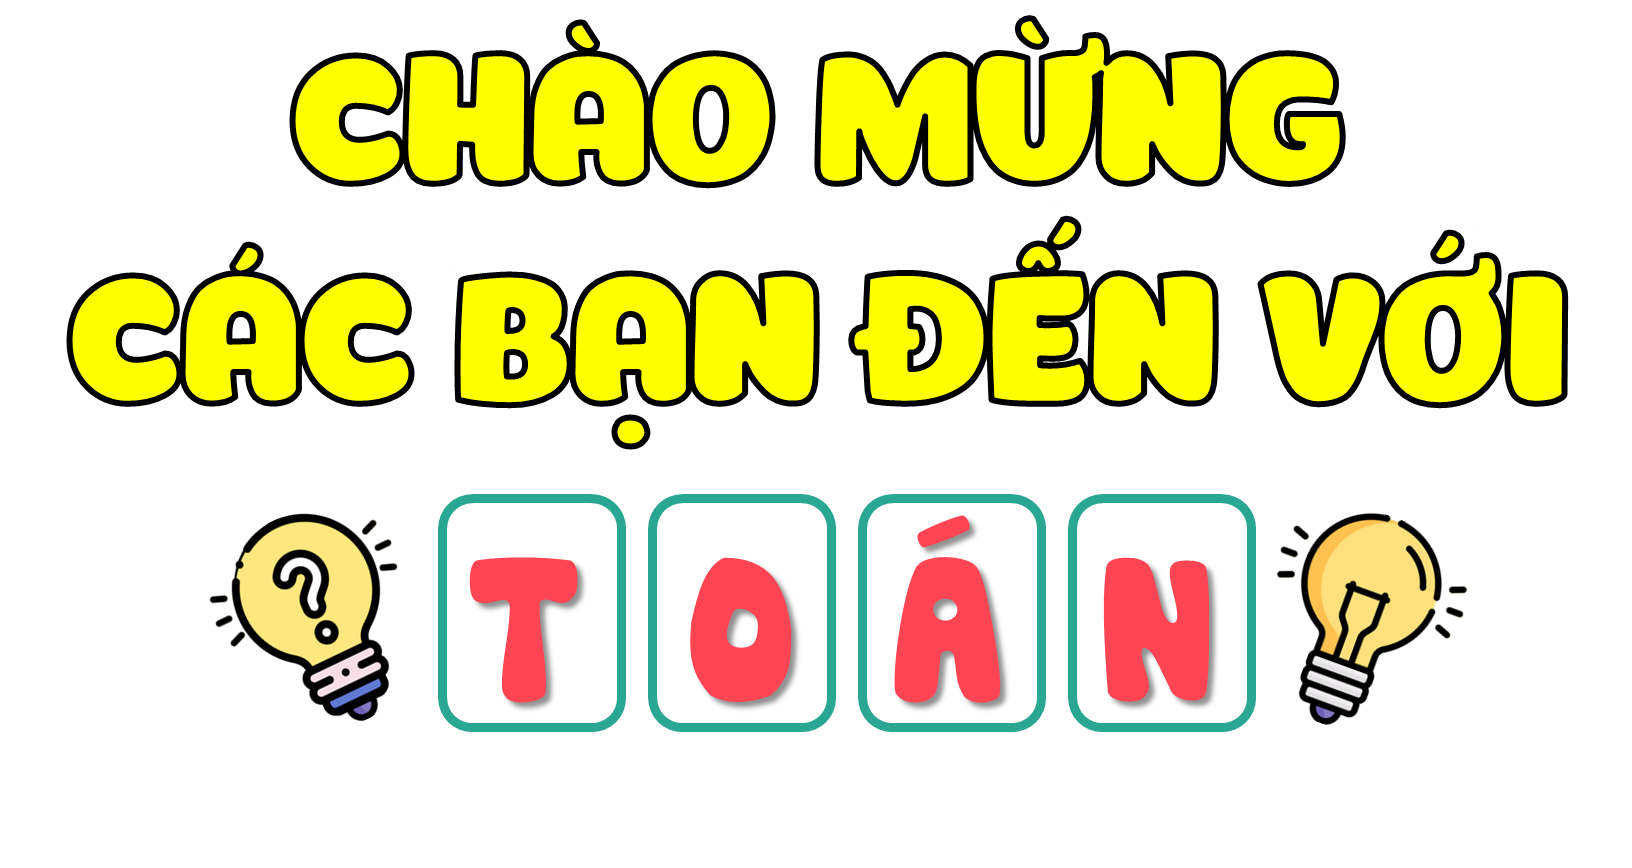 CHÀO MỪNG
CÁC BẠN ĐẾN VỚI
TOÁN